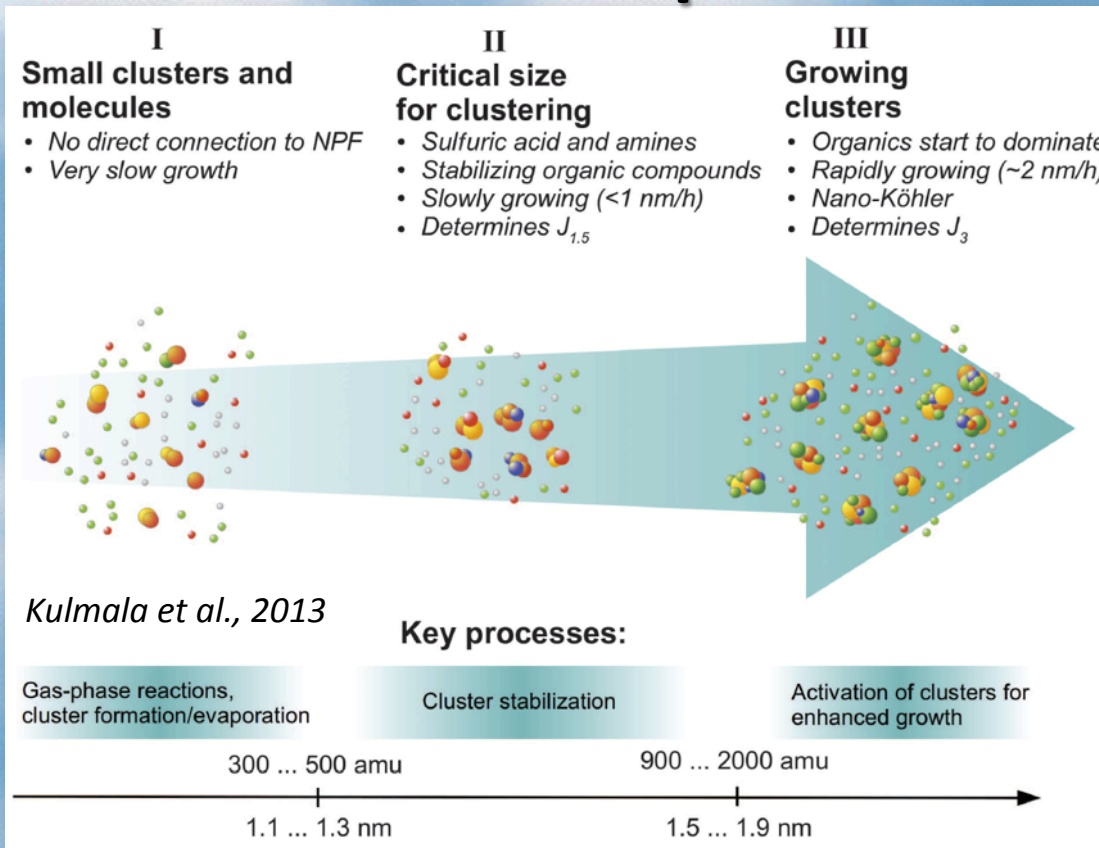 I
Small clusters and
molecules
• No direct connection to NPF
• Very slow growth
II
Critical size
for clustering
• Sulfuric acid and amines
• Stabilizing organic compounds
• Slowly growing (<1 nm/h)
• Determines J1.5
III
Growing
clusters
• Organics start to dominate
• Rapidly growing (~2 nm/h)
• Nano-Köhler
• Determines J3
Kulmala et al., 2013
Key processes:
Gas-phase reactions,
cluster formation/evaporation
Cluster stabilization
Activation of clusters for
enhanced growth
300 ... 500 amu
900 ... 2000 amu
1.1 ... 1.3 nm
1.5 ... 1.9 nm